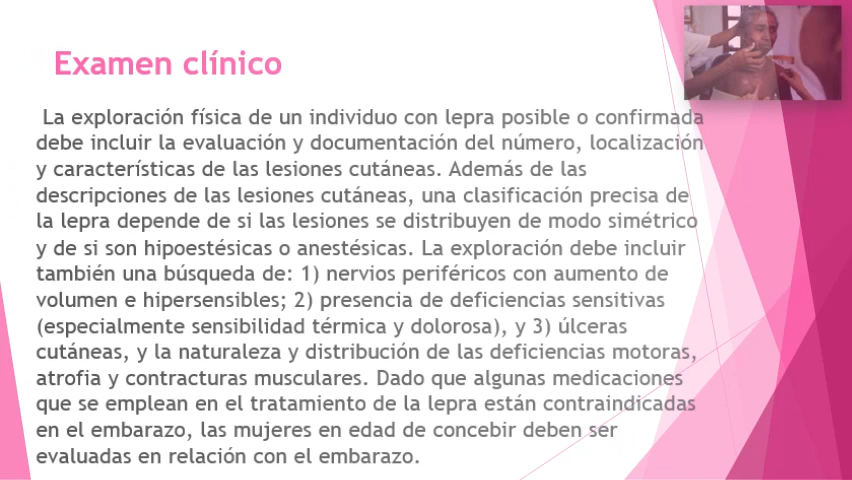 Examen clínico
La exploración física de un individuo con lepra posible o confirmada
debe incluir la evaluación y documentación del número, localización
y características de las lesiones cutáneas. Además de las
descripciones de las lesiones cutáneas, una clasificación precisa de
la lepra depende de si las lesiones se distribuyen de modo simétrico
y de si son hipoestésicas o anestésicas. La exploración debe incluir
también una búsqueda de: 1) nervios periféricos con aumento de
volumen e hipersensibles; 2) presencia de deficiencias sensitivas
(especialmente sensibilidad térmica y dolorosa), y 3) úlceras
cutáneas, y la naturaleza y distribución de las deficiencias motoras,
atrofia y contracturas musculares. Dado que algunas medicaciones
que se emplean en el tratamiento de la lepra están contraindicadas
en el embarazo, las mujeres en edad de concebir deben ser
evaluadas en relación con el embarazo.